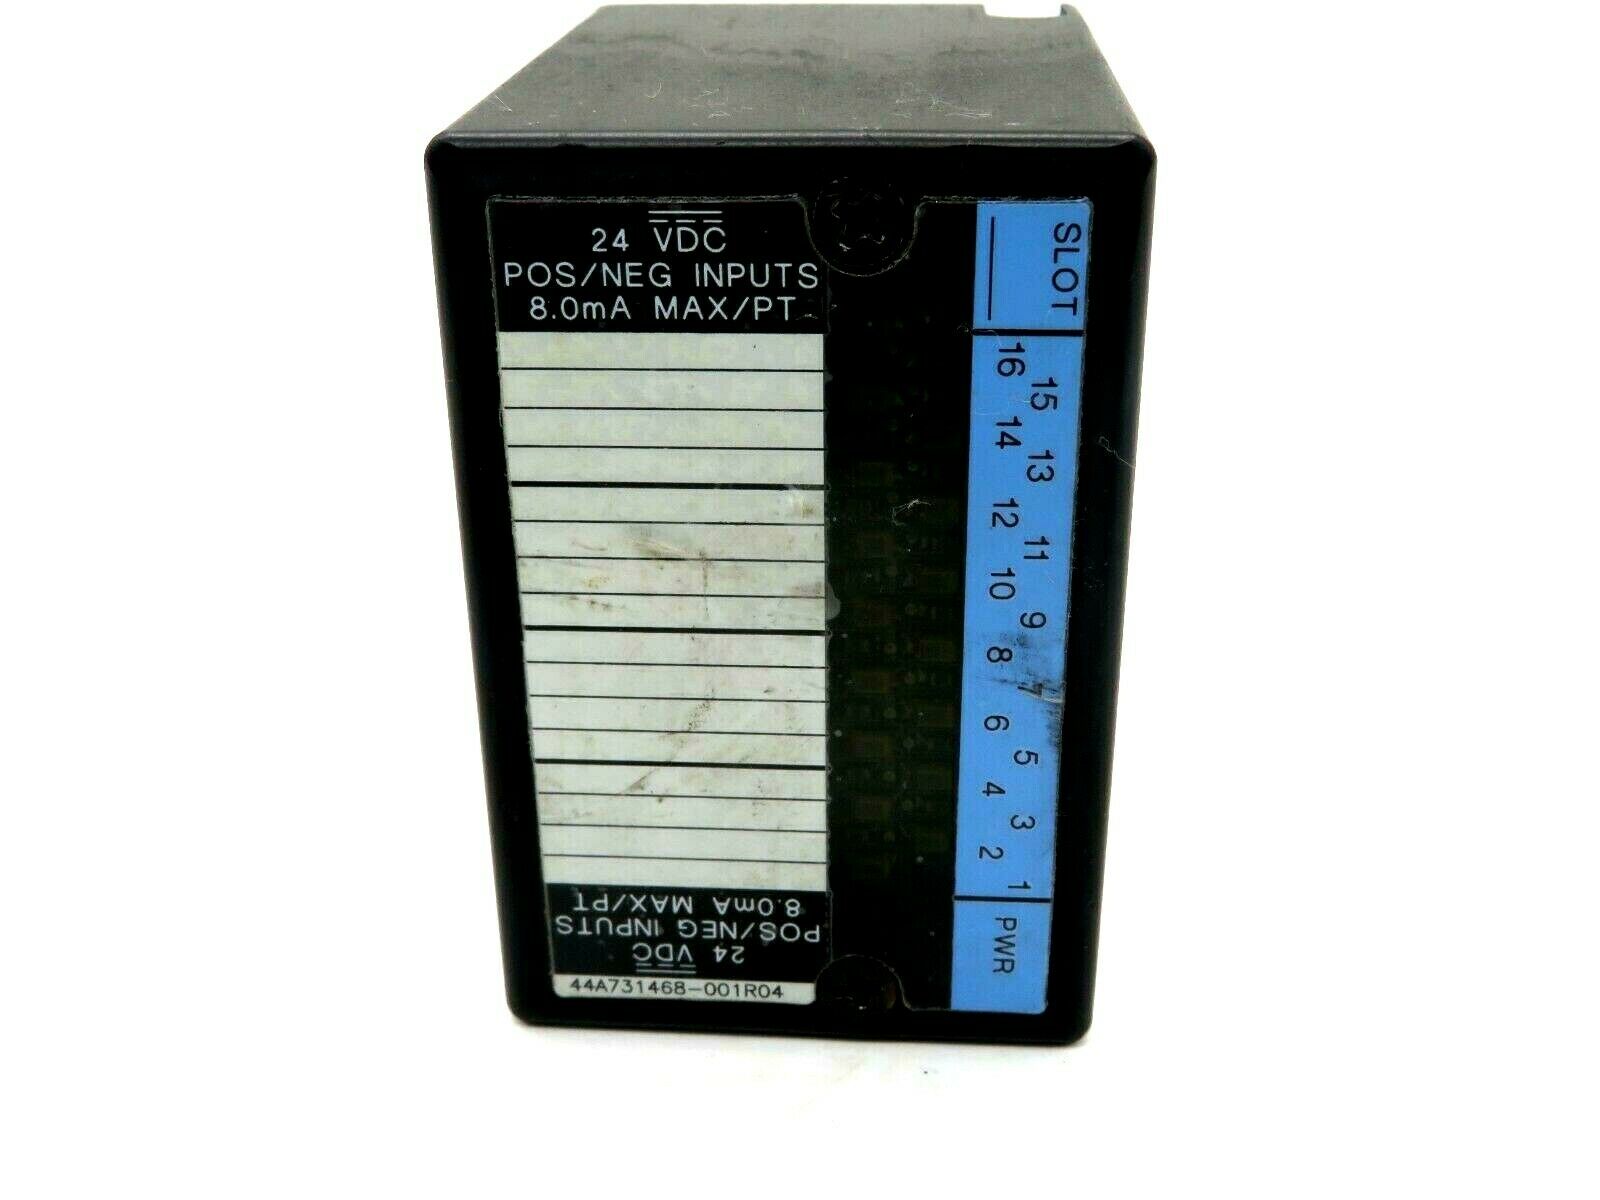 24 VDC
POS/NEG INPUTS
8.0mA MAX/PT
SLOT
16
15
14
13
12
11
10
9
8
7
6
5
4
3
2
1
PWR
24 VDC
POS/NEG INPUTS
8.0mA MAX/PT
44A731468-001R04